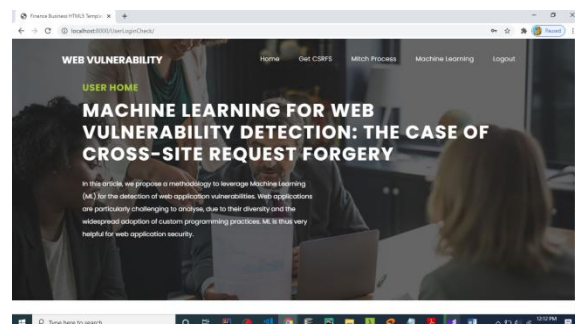 Finance Business HTML5 Templa
localhost:8000/UserLoginCheck/
Paused
WEB VULNERABILITY
Home Get CSRFS Mitch Process Machine Learning Logout
USER HOME
MACHINE LEARNING FOR WEB
VULNERABILITY DETECTION: THE CASE OF
CROSS-SITE REQUEST FORGERY
In this article, we propose a methodology to leverage Machine Learning
(ML) for the detection of web application vulnerabilities. Web applications
are particularly challenging to analyse, due to their diversity and the
widespread adoption of custom programming practices. ML is thus very
helpful for web application security.
Type here to search
12:12 PM